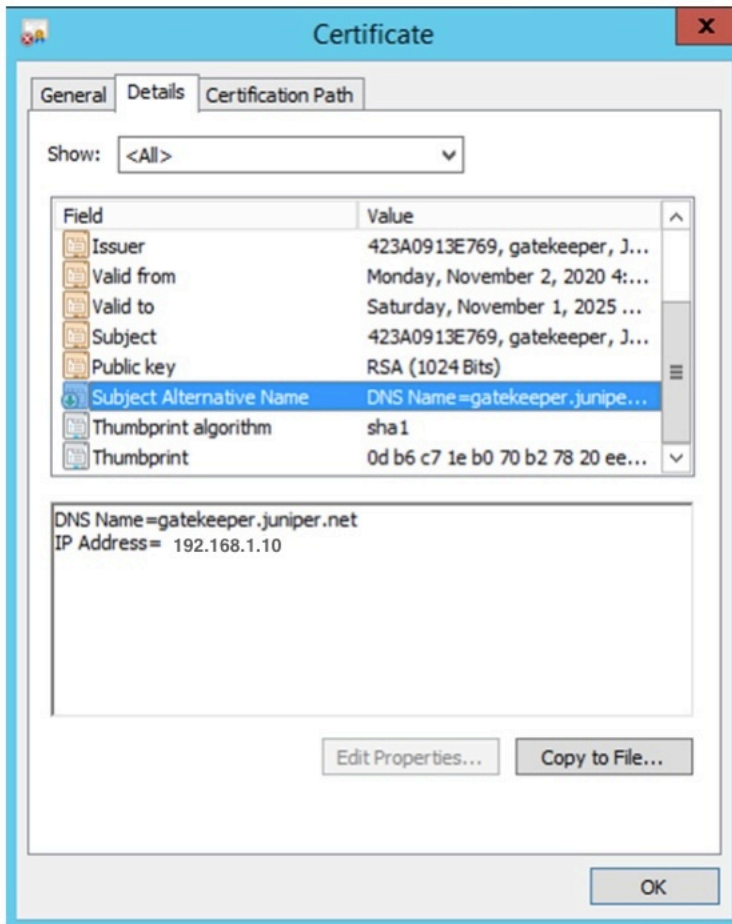 Certificate
x
General Details Certification Path
Show: <All>
Field Value
Issuer 423A0913E769, gatekeeper, J...
Valid from Monday, November 2, 2020 4:...
Valid to Saturday, November 1, 2025 ...
Subject 423A0913E769, gatekeeper, J...
Public key RSA (1024 Bits)
Subject Alternative Name DNS Name=gatekeeper.junipe...
Thumbprint algorithm sha1
Thumbprint 0d b6 c7 1e b0 70 b2 78 20 ee...
DNS Name=gatekeeper.juniper.net
IP Address= 192.168.1.10
Edit Properties... Copy to File...
OK